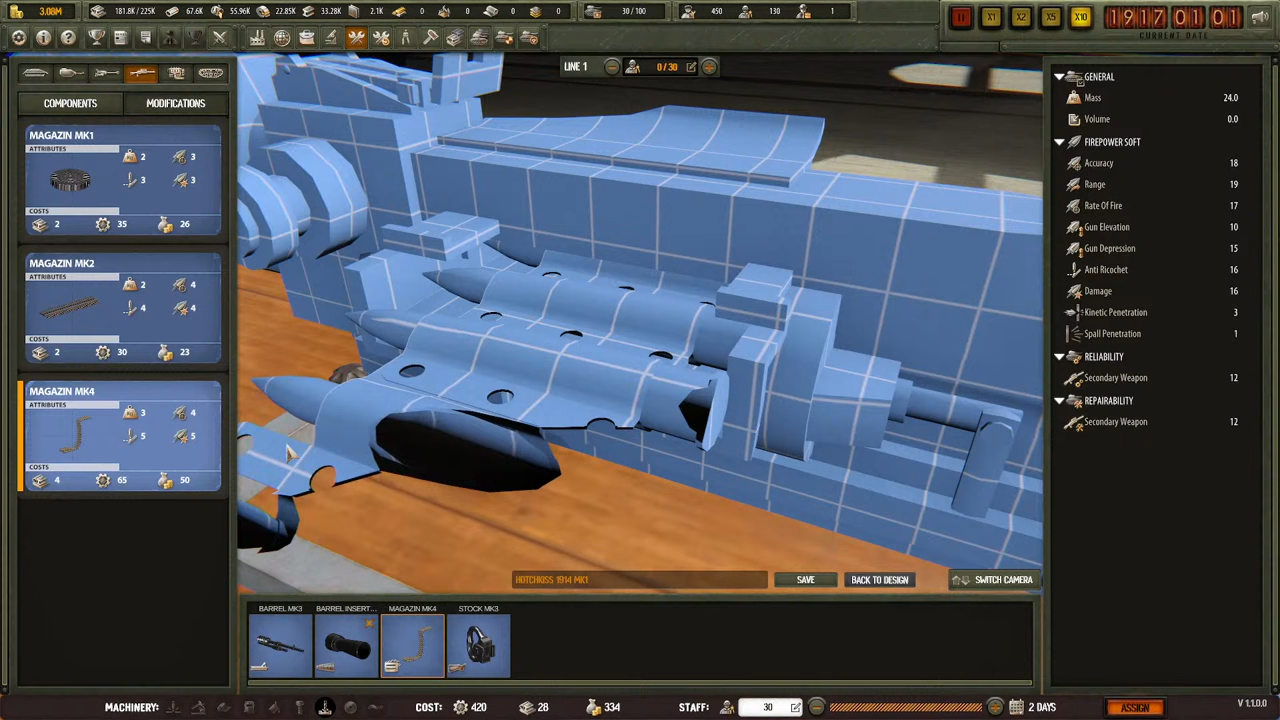 3.08M 181.8K / 225K 67.6K 55.96K 22.85K 33.28K 2.1K 0 0 0 0 30 / 100 450 130 1
X1 X2 X5 X10 1917 01 01
CURRENT DATE
LINE 1 0 / 30
COMPONENTS MODIFICATIONS
MAGAZIN MK1
ATTRIBUTES
2 3
3 3
COSTS
2 35 26
MAGAZIN MK2
ATTRIBUTES
2 4
4 4
COSTS
2 30 23
MAGAZIN MK4
ATTRIBUTES
3 4
5 5
COSTS
4 65 50
GENERAL
Mass 24.0
Volume 0.0
FIREPOWER SOFT
Accuracy 18
Range 19
Rate Of Fire 17
Gun Elevation 10
Gun Depression 15
Anti Ricochet 16
Damage 16
Kinetic Penetration 3
Spall Penetration 1
RELIABILITY
Secondary Weapon 12
REPAIRABILITY
Secondary Weapon 12
HOTCHKISS 1914 MK1 SAVE BACK TO DESIGN SWITCH CAMERA
BARREL MK3 BARREL INSERT... MAGAZIN MK4 STOCK MK3
MACHINERY: COST: 420 28 334 STAFF: 30 2 DAYS ASSIGN V 1.1.0.0